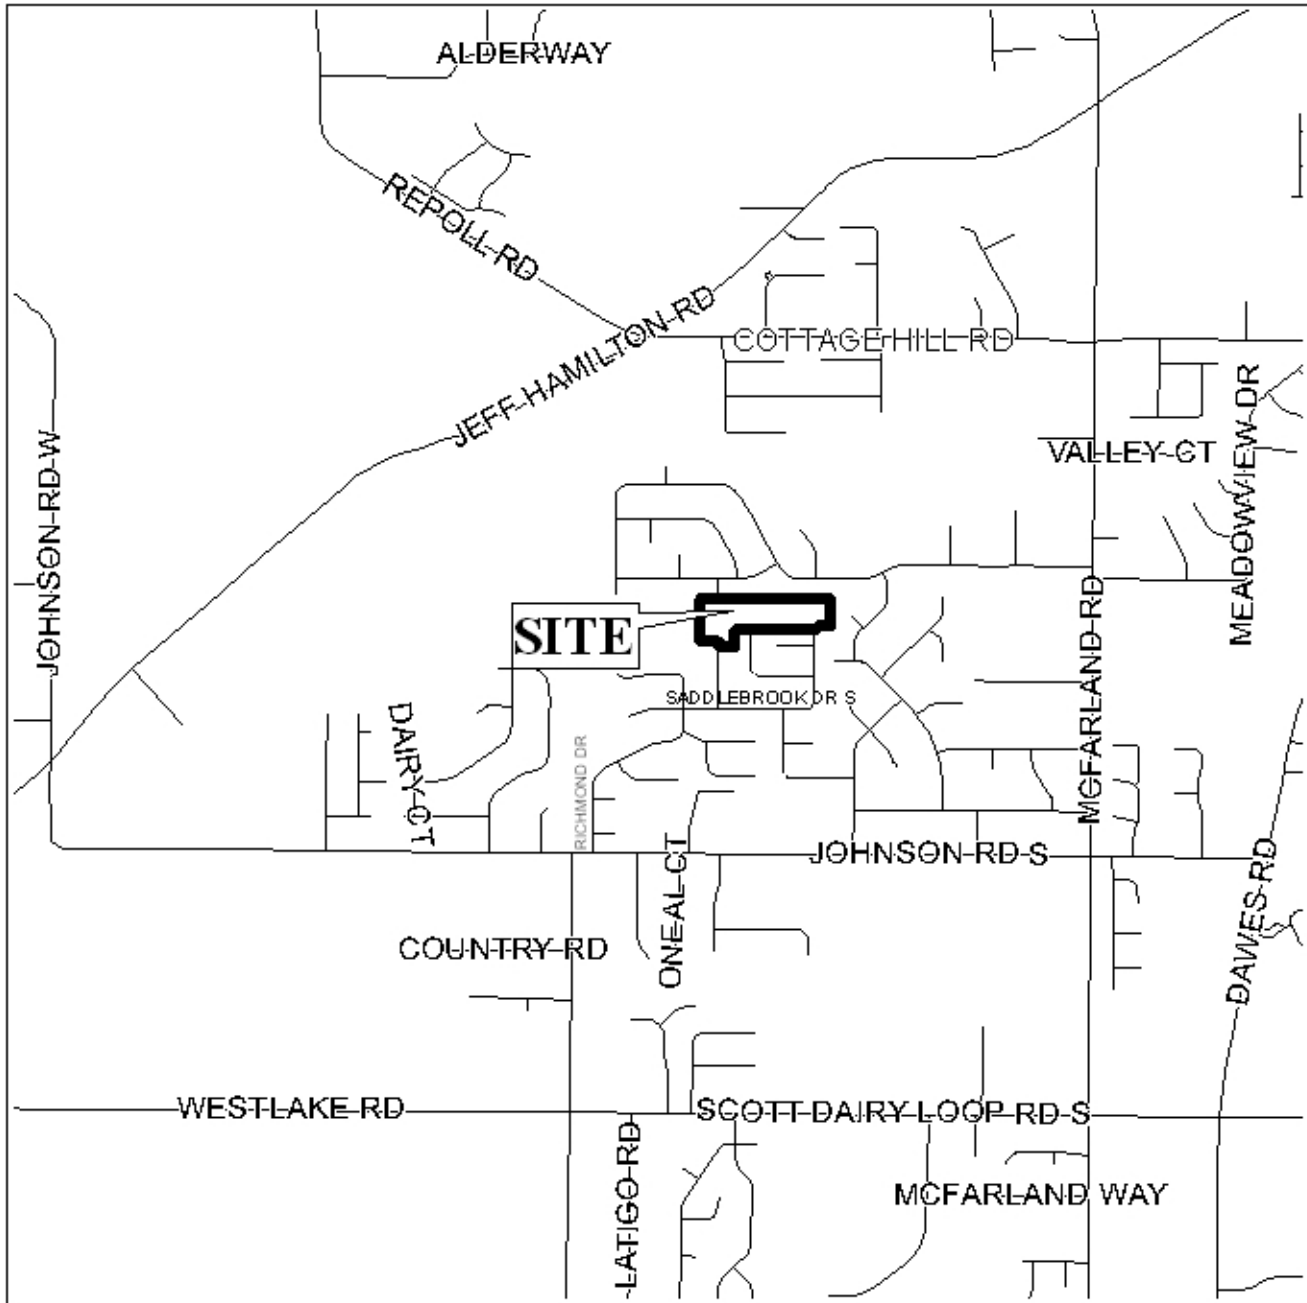 ALDERWAY
REPOLL RD
JEFF HAMILTON RD
COTTAGE HILL RD
JOHNSON RD W
VALLEY CT
MEADOWVIEW DR
SITE
MCFARLAND RD
SADDLEBROOK DR S
DAIRY CT
RICHMOND DR
ONEAL CT
JOHNSON RD S
DAWES RD
COUNTRY RD
WESTLAKE RD
SCOTT DAIRY LOOP RD S
LATIGO RD
MCFARLAND WAY